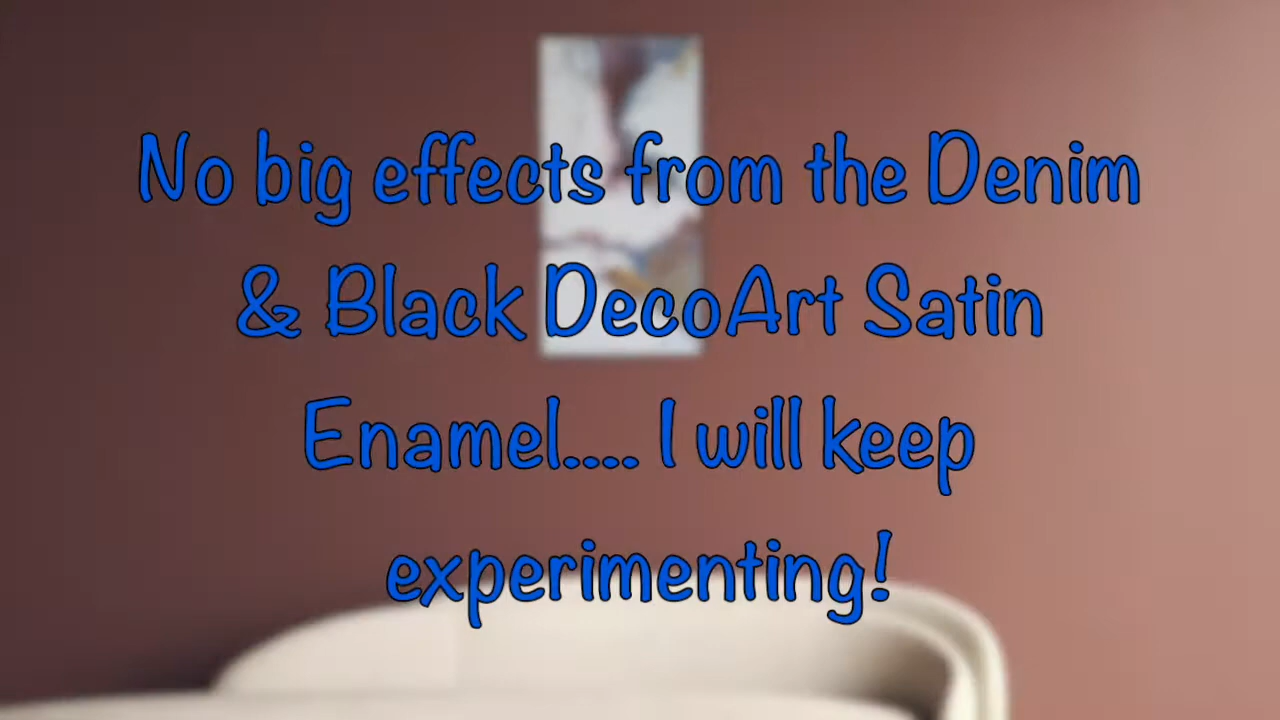 No big effects from the Denim
& Black DecoArt Satin
Enamel.... I will keep
experimenting!